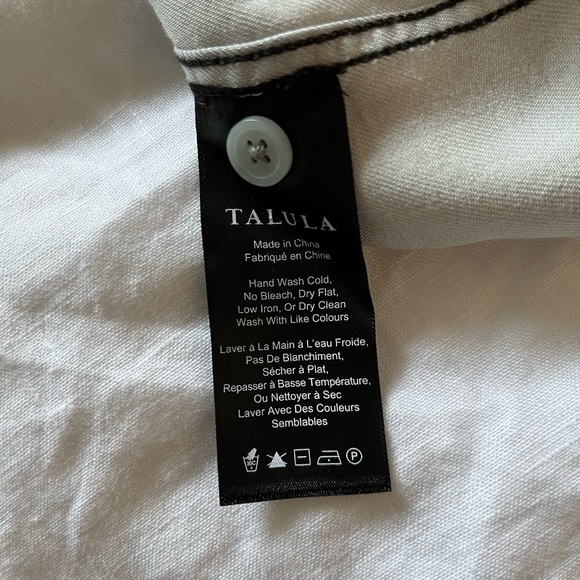 TALULA
Made in China
Fabriqué en Chine
Hand Wash Cold,
No Bleach, Dry Flat,
Low Iron, Or Dry Clean
Wash With Like Colours
Laver à La Main à L'eau Froide,
Pas De Blanchiment,
Sécher à Plat,
Repasser à Basse Température,
Ou Nettoyer à Sec
Laver Avec Des Couleurs
Semblables
30C P